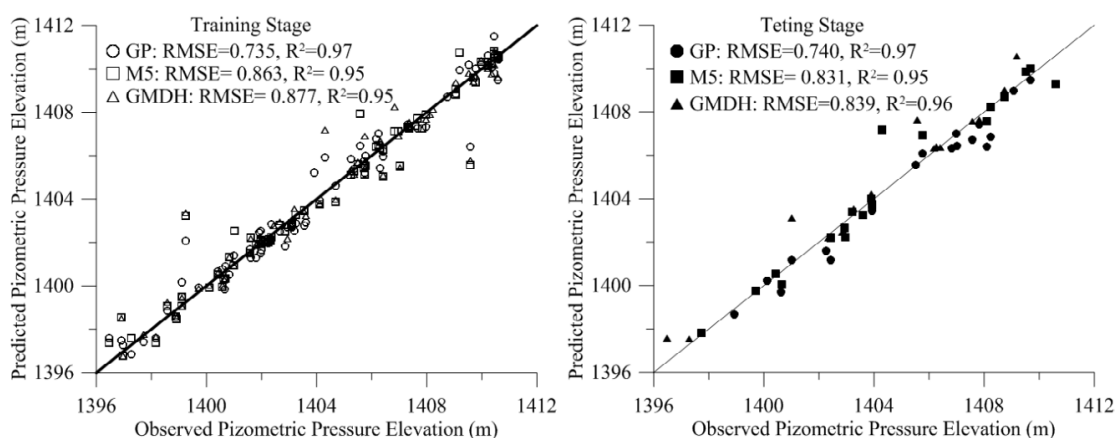 Training Stage
GP: RMSE=0.735, R²=0.97
M5: RMSE= 0.863, R²= 0.95
GMDH: RMSE= 0.877, R²=0.95
Predicted Pizometric Pressure Elevation (m)
1412
1408
1404
1400
1396
1396
1400
1404
1408
1412
Observed Pizometric Pressure Elevation (m)
Teting Stage
GP: RMSE=0.740, R²=0.97
M5: RMSE= 0.831, R²=0.95
GMDH: RMSE=0.839, R²=0.96
Predicted Pizometric Pressure Elevation (m)
1412
1408
1404
1400
1396
1396
1400
1404
1408
1412
Observed Pizometric Pressure Elevation (m)